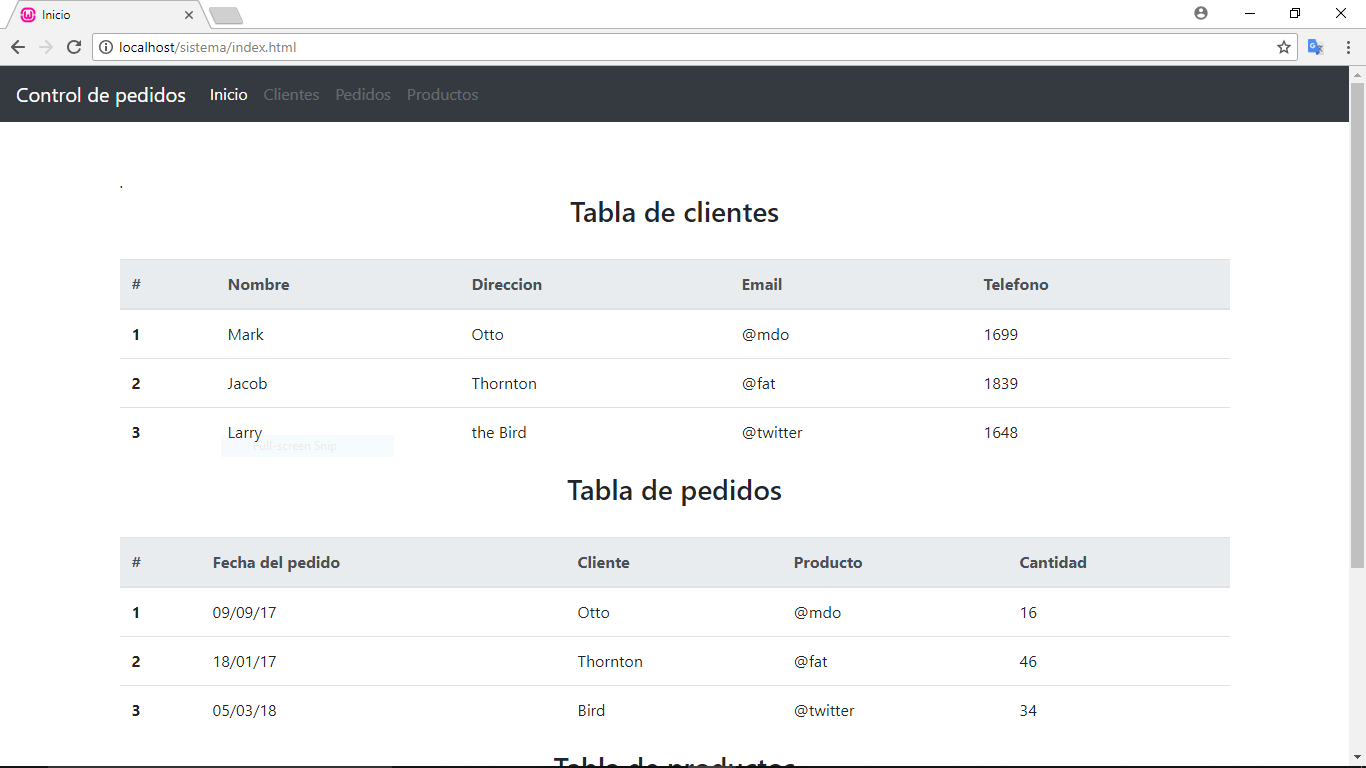 Inicio
localhost/sistema/index.html
Control de pedidos Inicio Clientes Pedidos Productos
.
Tabla de clientes
# Nombre Direccion Email Telefono
1 Mark Otto @mdo 1699
2 Jacob Thornton @fat 1839
3 Larry the Bird @twitter 1648
Full-screen Snip
Tabla de pedidos
# Fecha del pedido Cliente Producto Cantidad
1 09/09/17 Otto @mdo 16
2 18/01/17 Thornton @fat 46
3 05/03/18 Bird @twitter 34
Tabla de productos